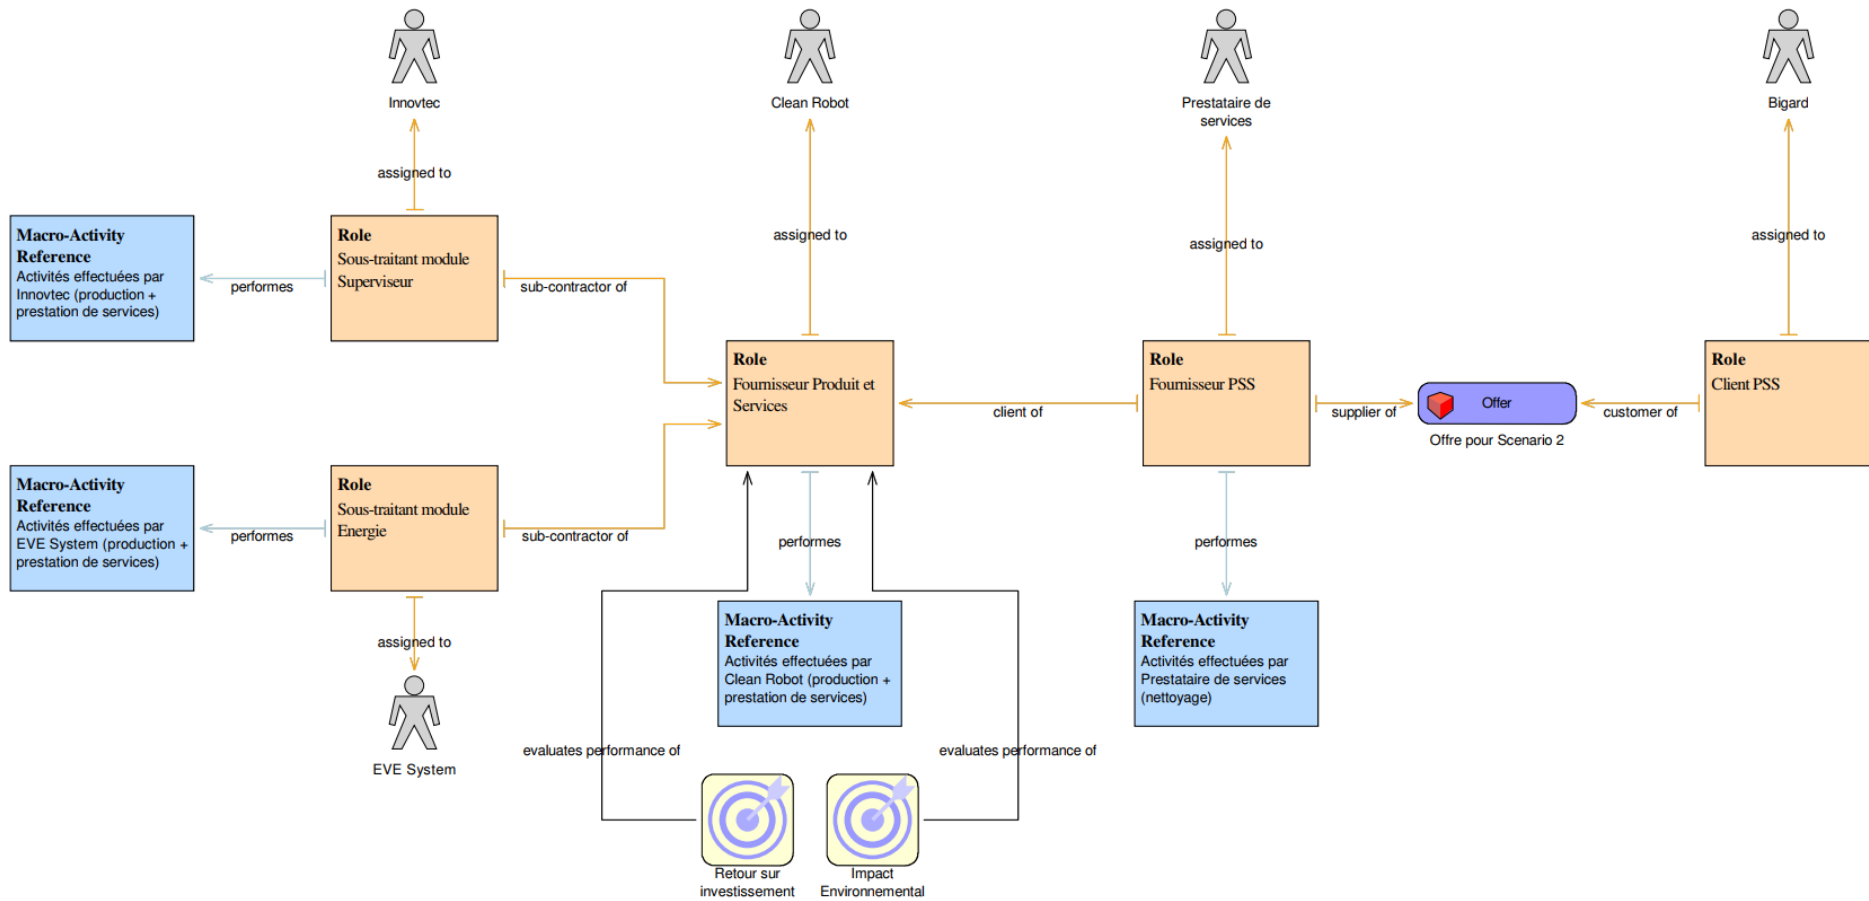 Innovtec
Clean Robot
Prestataire de
services
Bigard
assigned to
assigned to
assigned to
assigned to
Macro-Activity
Reference
Activités effectuées par
Innovtec (production +
prestation de services)
performes
Role
Sous-traitant module
Superviseur
sub-contractor of
Role
Fournisseur Produit et
Services
client of
Role
Fournisseur PSS
supplier of
Offer
Offre pour Scenario 2
customer of
Role
Client PSS
Macro-Activity
Reference
Activités effectuées par
EVE System (production +
prestation de services)
performes
Role
Sous-traitant module
Energie
sub-contractor of
performes
performes
assigned to
EVE System
Macro-Activity
Reference
Activités effectuées par
Clean Robot (production +
prestation de services)
Macro-Activity
Reference
Activités effectuées par
Prestataire de services
(nettoyage)
evaluates performance of
evaluates performance of
Retour sur
investissement
Impact
Environnemental